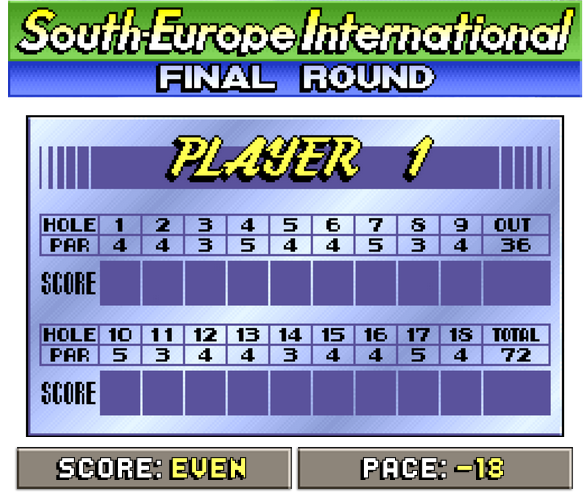 South-Europe International
FINAL ROUND
PLAYER 1
HOLE 1 2 3 4 5 6 7 8 9 OUT
PAR 4 4 3 5 4 4 5 3 4 36
SCORE
HOLE 10 11 12 13 14 15 16 17 18 TOTAL
PAR 5 3 4 4 3 4 4 5 4 72
SCORE
SCORE: EVEN PACE: -18